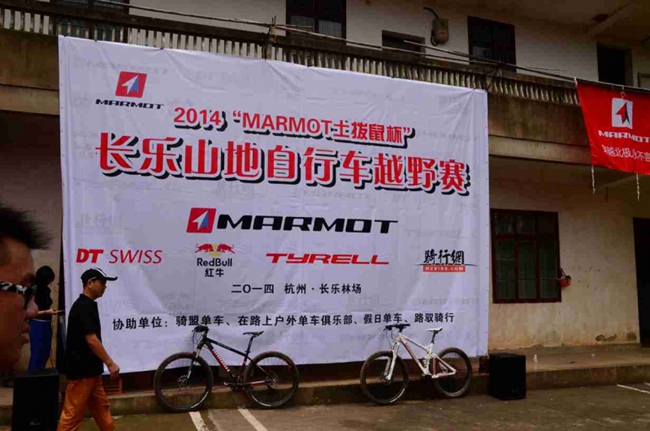 MARMOT
2014 “MARMOT土拨鼠杯”
长乐山地自行车越野赛
MARMOT
MARMOT
DT SWISS
RedBull
红牛
TYRELL
骑行網
二〇一四 杭州·长乐林场
协助单位：骑盟单车、在路上户外单车俱乐部、假日单车、路驭骑行